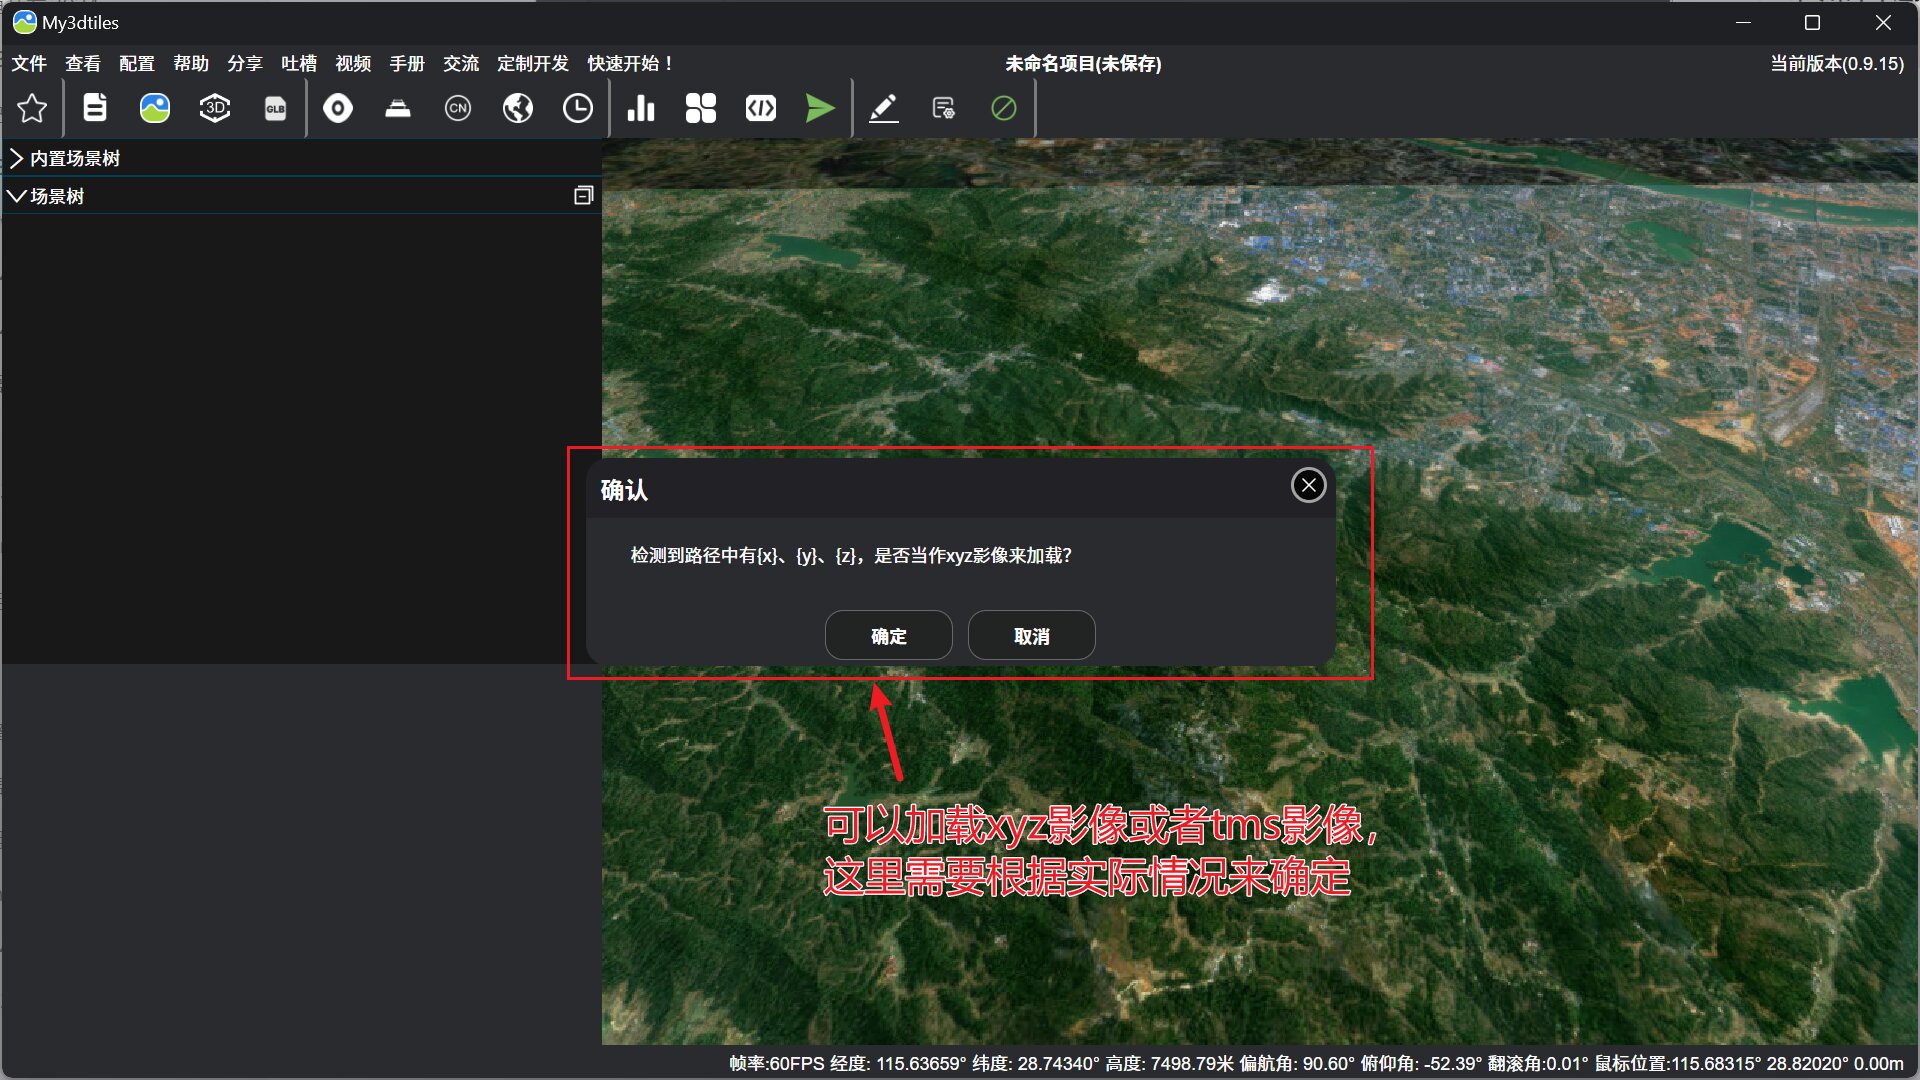 My3dtiles
文件 查看 配置 帮助 分享 吐槽 视频 手册 交流 定制开发 快速开始！ 未命名项目(未保存) 当前版本(0.9.15)
3D GLB CN
内置场景树
场景树
确认
检测到路径中有{x}、{y}、{z}，是否当作xyz影像来加载？
确定 取消
可以加载xyz影像或者tms影像，
这里需要根据实际情况来确定
帧率:60FPS 经度: 115.63659° 纬度: 28.74340° 高度: 7498.79米 偏航角: 90.60° 俯仰角: -52.39° 翻滚角:0.01° 鼠标位置:115.68315° 28.82020° 0.00m